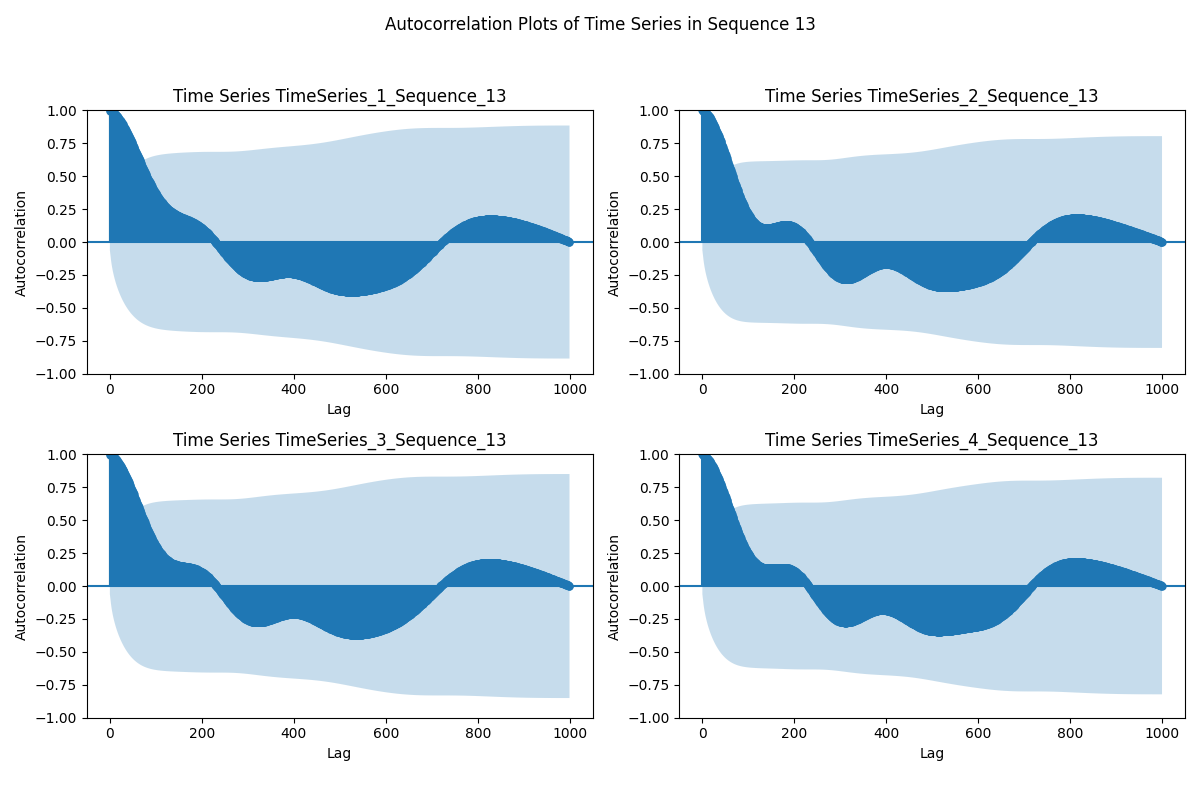 Autocorrelation Plots of Time Series in Sequence 13
Time Series TimeSeries_1_Sequence_13
1.00
0.75
0.50
0.25
0.00
−0.25
−0.50
−0.75
−1.00
Autocorrelation
0 200 400 600 800 1000
Lag
Time Series TimeSeries_2_Sequence_13
1.00
0.75
0.50
0.25
0.00
−0.25
−0.50
−0.75
−1.00
Autocorrelation
0 200 400 600 800 1000
Lag
Time Series TimeSeries_3_Sequence_13
1.00
0.75
0.50
0.25
0.00
−0.25
−0.50
−0.75
−1.00
Autocorrelation
0 200 400 600 800 1000
Lag
Time Series TimeSeries_4_Sequence_13
1.00
0.75
0.50
0.25
0.00
−0.25
−0.50
−0.75
−1.00
Autocorrelation
0 200 400 600 800 1000
Lag